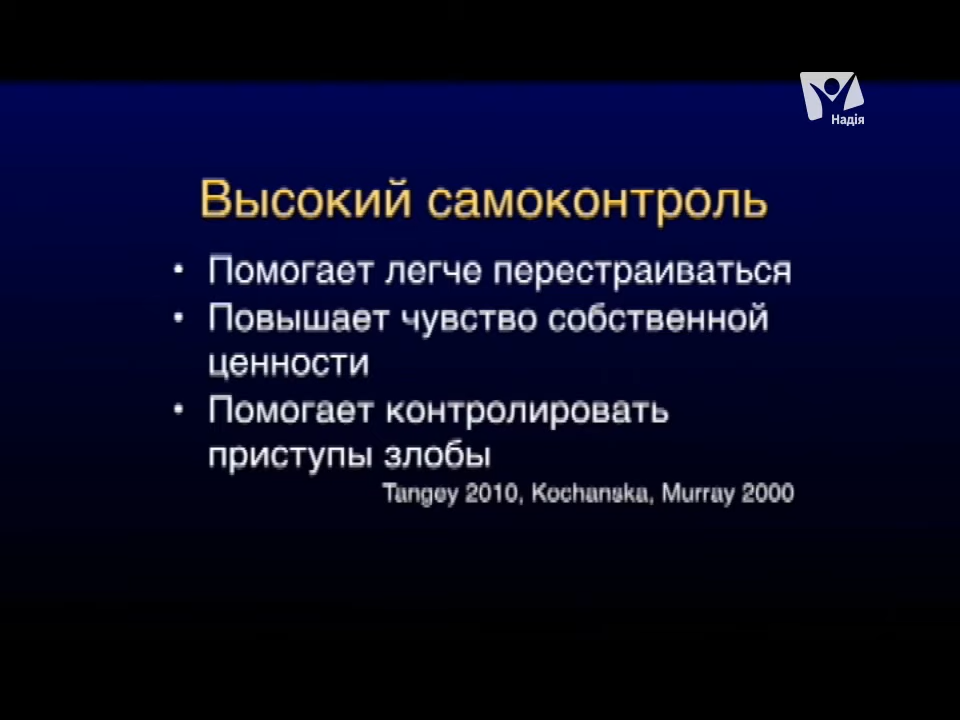 Надія
Высокий самоконтроль
• Помогает легче перестраиваться
• Повышает чувство собственной
ценности
• Помогает контролировать
приступы злобы
Tangey 2010, Kochanska, Murray 2000